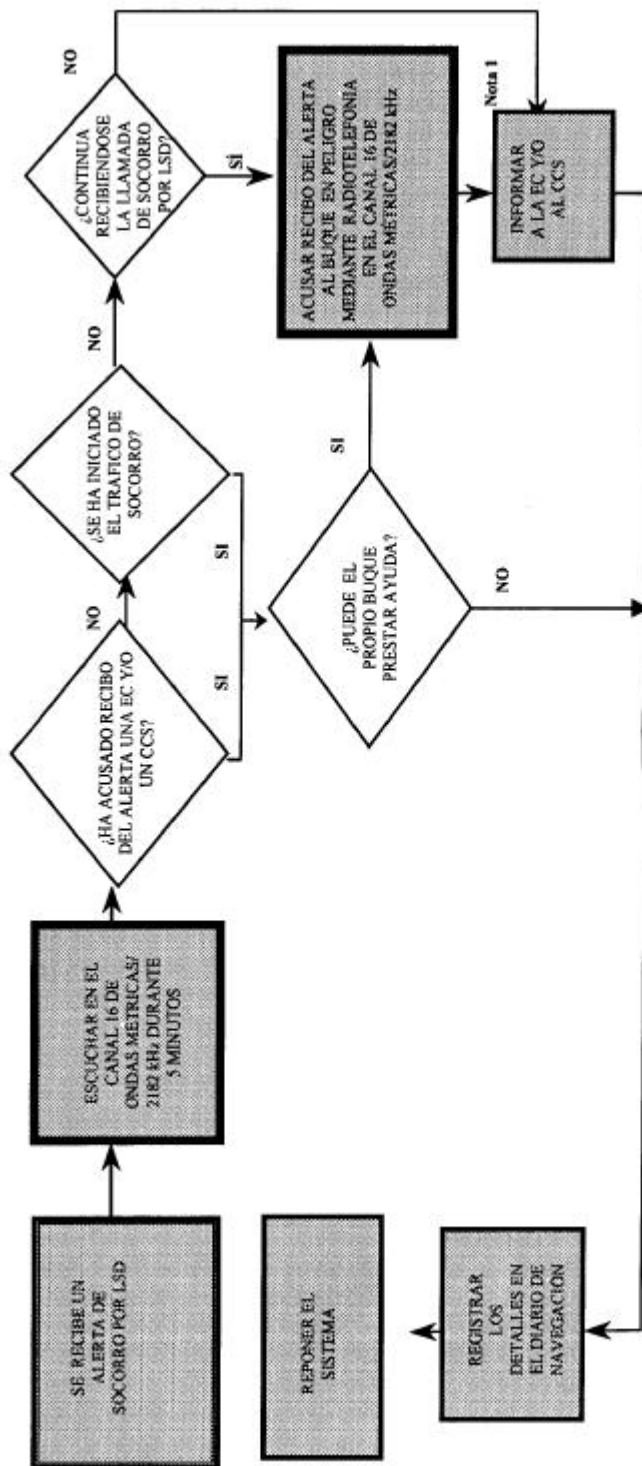 SE RECIBE UN
ALERTA DE
SOCORRO POR LSD
ESCUCHAR EN EL
CANAL 16 DE
ONDAS MÉTRICAS/
2182 kHz DURANTE
5 MINUTOS
¿HA ACUSADO RECIBO
DEL ALERTA UNA EC Y/O
UN CCS?
NO
SI
¿SE HA INICIADO
EL TRAFICO DE
SOCORRO?
NO
SI
¿CONTINUA
RECIBIENDOSE
LA LLAMADA
DE SOCORRO
POR LSD?
NO
SI
¿PUEDE EL
PROPIO BUQUE
PRESTAR AYUDA?
SI
NO
ACUSAR RECIBO DEL ALERTA
AL BUQUE EN PELIGRO
MEDIANTE RADIOTELEFONIA
EN EL CANAL 16 DE
ONDAS MÉTRICAS/2182 kHz
Nota 1
INFORMAR
A LA EC Y/O
AL CCS
REPONER EL
SISTEMA
REGISTRAR
LOS
DETALLES EN
EL DIARIO DE
NAVEGACIÓN